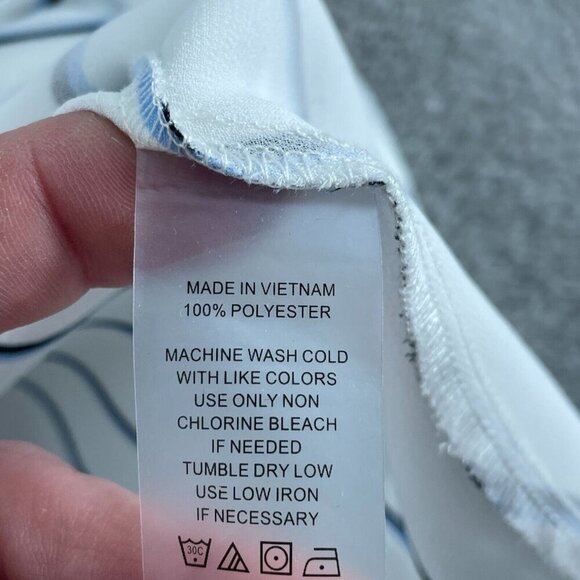 MADE IN VIETNAM
100% POLYESTER
MACHINE WASH COLD
WITH LIKE COLORS
USE ONLY NON
CHLORINE BLEACH
IF NEEDED
TUMBLE DRY LOW
USE LOW IRON
IF NECESSARY
30C